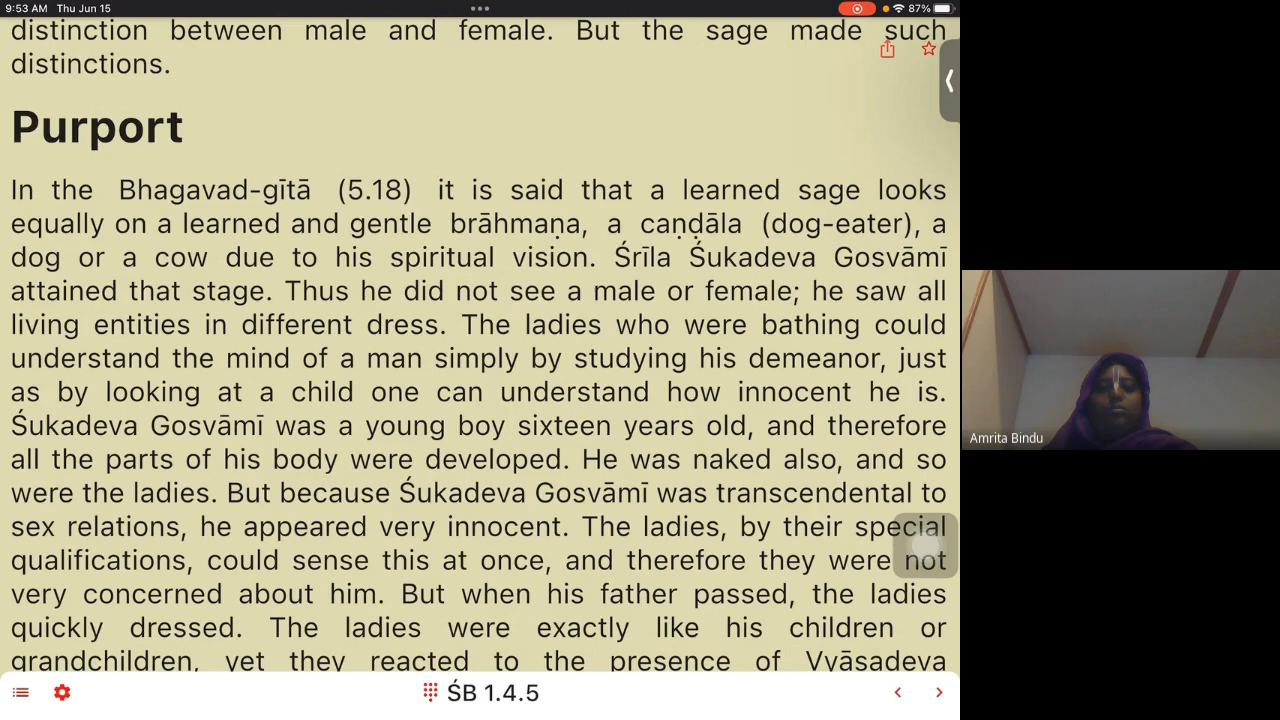 9:53 AM Thu Jun 15
87%
distinction between male and female. But the sage made such
distinctions.
Purport
In the Bhagavad-gītā (5.18) it is said that a learned sage looks
equally on a learned and gentle brāhmaṇa, a caṇḍāla (dog-eater), a
dog or a cow due to his spiritual vision. Śrīla Śukadeva Gosvāmī
attained that stage. Thus he did not see a male or female; he saw all
living entities in different dress. The ladies who were bathing could
understand the mind of a man simply by studying his demeanor, just
as by looking at a child one can understand how innocent he is.
Śukadeva Gosvāmī was a young boy sixteen years old, and therefore
all the parts of his body were developed. He was naked also, and so
were the ladies. But because Śukadeva Gosvāmī was transcendental to
sex relations, he appeared very innocent. The ladies, by their special
qualifications, could sense this at once, and therefore they were not
very concerned about him. But when his father passed, the ladies
quickly dressed. The ladies were exactly like his children or
grandchildren, yet they reacted to the presence of Vyāsadeva
ŚB 1.4.5
Amrita Bindu